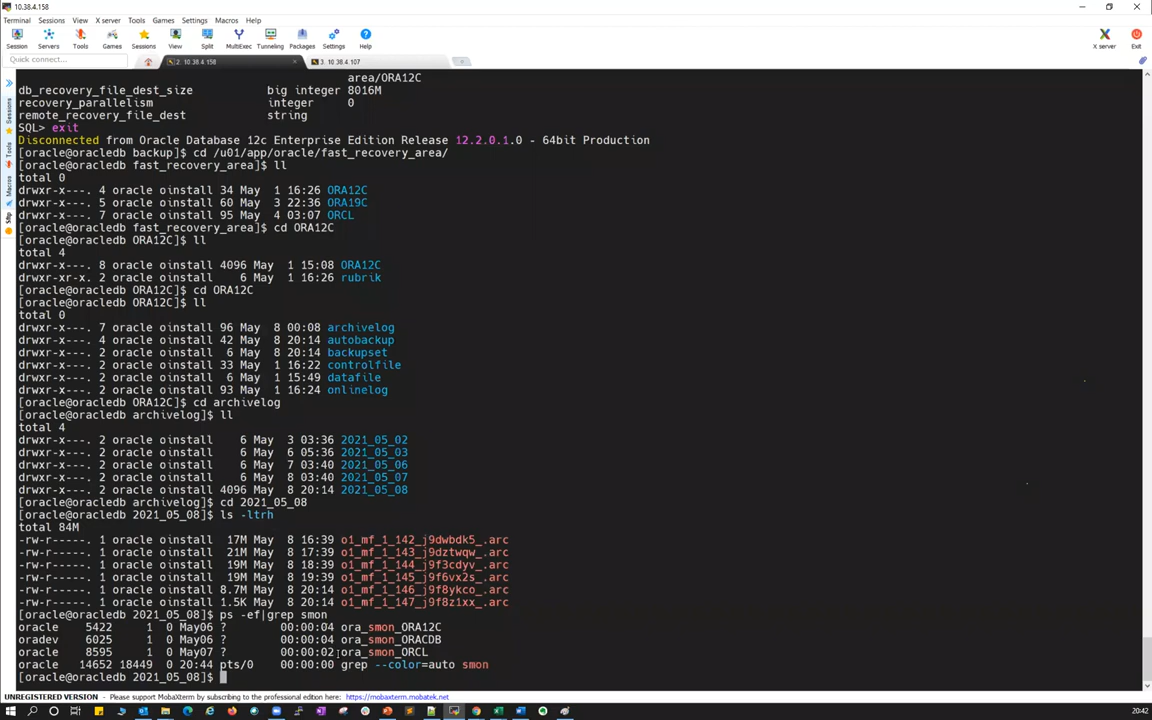 10.38.4.158
Terminal Sessions View X server Tools Games Settings Macros Help
Session Servers Tools Games Sessions View Split MultiExec Tunneling Packages Settings Help X server Exit
Quick connect...
2. 10.38.4.158
3. 10.38.4.107
Sessions
Tools
Macros
Sftp
area/ORA12C
db_recovery_file_dest_size big integer 8016M
recovery_parallelism integer 0
remote_recovery_file_dest string
SQL> exit
Disconnected from Oracle Database 12c Enterprise Edition Release 12.2.0.1.0 - 64bit Production
[oracle@oracledb backup]$ cd /u01/app/oracle/fast_recovery_area/
[oracle@oracledb fast_recovery_area]$ ll
total 0
drwxr-x---. 4 oracle oinstall 34 May 1 16:26 ORA12C
drwxr-x---. 5 oracle oinstall 60 May 3 22:36 ORA19C
drwxr-x---. 7 oracle oinstall 95 May 4 03:07 ORCL
[oracle@oracledb fast_recovery_area]$ cd ORA12C
[oracle@oracledb ORA12C]$ ll
total 4
drwxr-x---. 8 oracle oinstall 4096 May 1 15:08 ORA12C
drwxr-xr-x. 2 oracle oinstall 6 May 1 16:26 rubrik
[oracle@oracledb ORA12C]$ cd ORA12C
[oracle@oracledb ORA12C]$ ll
total 0
drwxr-x---. 7 oracle oinstall 96 May 8 00:08 archivelog
drwxr-x---. 4 oracle oinstall 42 May 8 20:14 autobackup
drwxr-x---. 2 oracle oinstall 6 May 8 20:14 backupset
drwxr-x---. 2 oracle oinstall 33 May 1 16:22 controlfile
drwxr-x---. 2 oracle oinstall 6 May 1 15:49 datafile
drwxr-x---. 2 oracle oinstall 93 May 1 16:24 onlinelog
[oracle@oracledb ORA12C]$ cd archivelog
[oracle@oracledb archivelog]$ ll
total 4
drwxr-x---. 2 oracle oinstall 6 May 3 03:36 2021_05_02
drwxr-x---. 2 oracle oinstall 6 May 6 05:36 2021_05_03
drwxr-x---. 2 oracle oinstall 6 May 7 03:40 2021_05_06
drwxr-x---. 2 oracle oinstall 6 May 8 03:40 2021_05_07
drwxr-x---. 2 oracle oinstall 4096 May 8 20:14 2021_05_08
[oracle@oracledb archivelog]$ cd 2021_05_08
[oracle@oracledb 2021_05_08]$ ls -ltrh
total 84M
-rw-r-----. 1 oracle oinstall 17M May 8 16:39 o1_mf_1_142_j9dwbdk5_.arc
-rw-r-----. 1 oracle oinstall 21M May 8 17:39 o1_mf_1_143_j9dztwqw_.arc
-rw-r-----. 1 oracle oinstall 19M May 8 18:39 o1_mf_1_144_j9f3cdyv_.arc
-rw-r-----. 1 oracle oinstall 19M May 8 19:39 o1_mf_1_145_j9f6vx2s_.arc
-rw-r-----. 1 oracle oinstall 8.7M May 8 20:14 o1_mf_1_146_j9f8ykco_.arc
-rw-r-----. 1 oracle oinstall 1.5K May 8 20:14 o1_mf_1_147_j9f8z1xx_.arc
[oracle@oracledb 2021_05_08]$ ps -ef|grep smon
oracle 5422 1 0 May06 ? 00:00:04 ora_smon_ORA12C
oradev 6025 1 0 May06 ? 00:00:04 ora_smon_ORACDB
oracle 8595 1 0 May06 ? 00:00:02 ora_smon_ORCL
oracle 14652 18449 0 20:44 pts/0 00:00:00 grep --color=auto smon
[oracle@oracledb 2021_05_08]$
UNREGISTERED VERSION - Please support MobaXterm by subscribing to the professional edition here: https://mobaxterm.mobatek.net
20:42